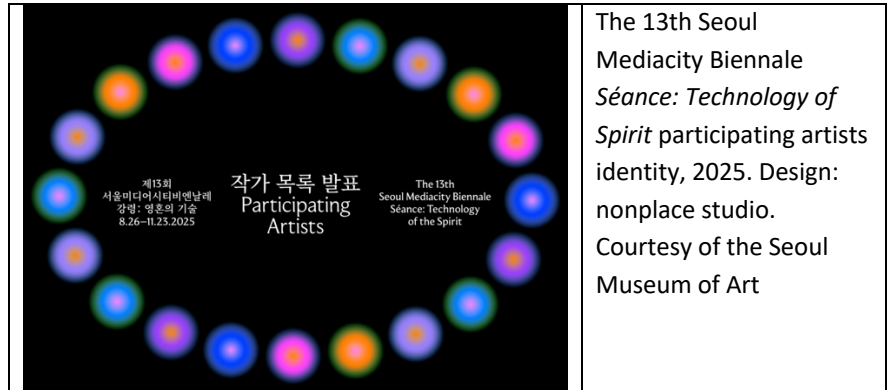 제13회
서울미디어시티비엔날레
강령: 영혼의 기술
8.26–11.23.2025
작가 목록 발표
Participating
Artists
The 13th
Seoul Mediacity Biennale
Séance: Technology
of the Spirit
The 13th Seoul
Mediacity Biennale
Séance: Technology of
Spirit participating artists
identity, 2025. Design:
nonplace studio.
Courtesy of the Seoul
Museum of Art